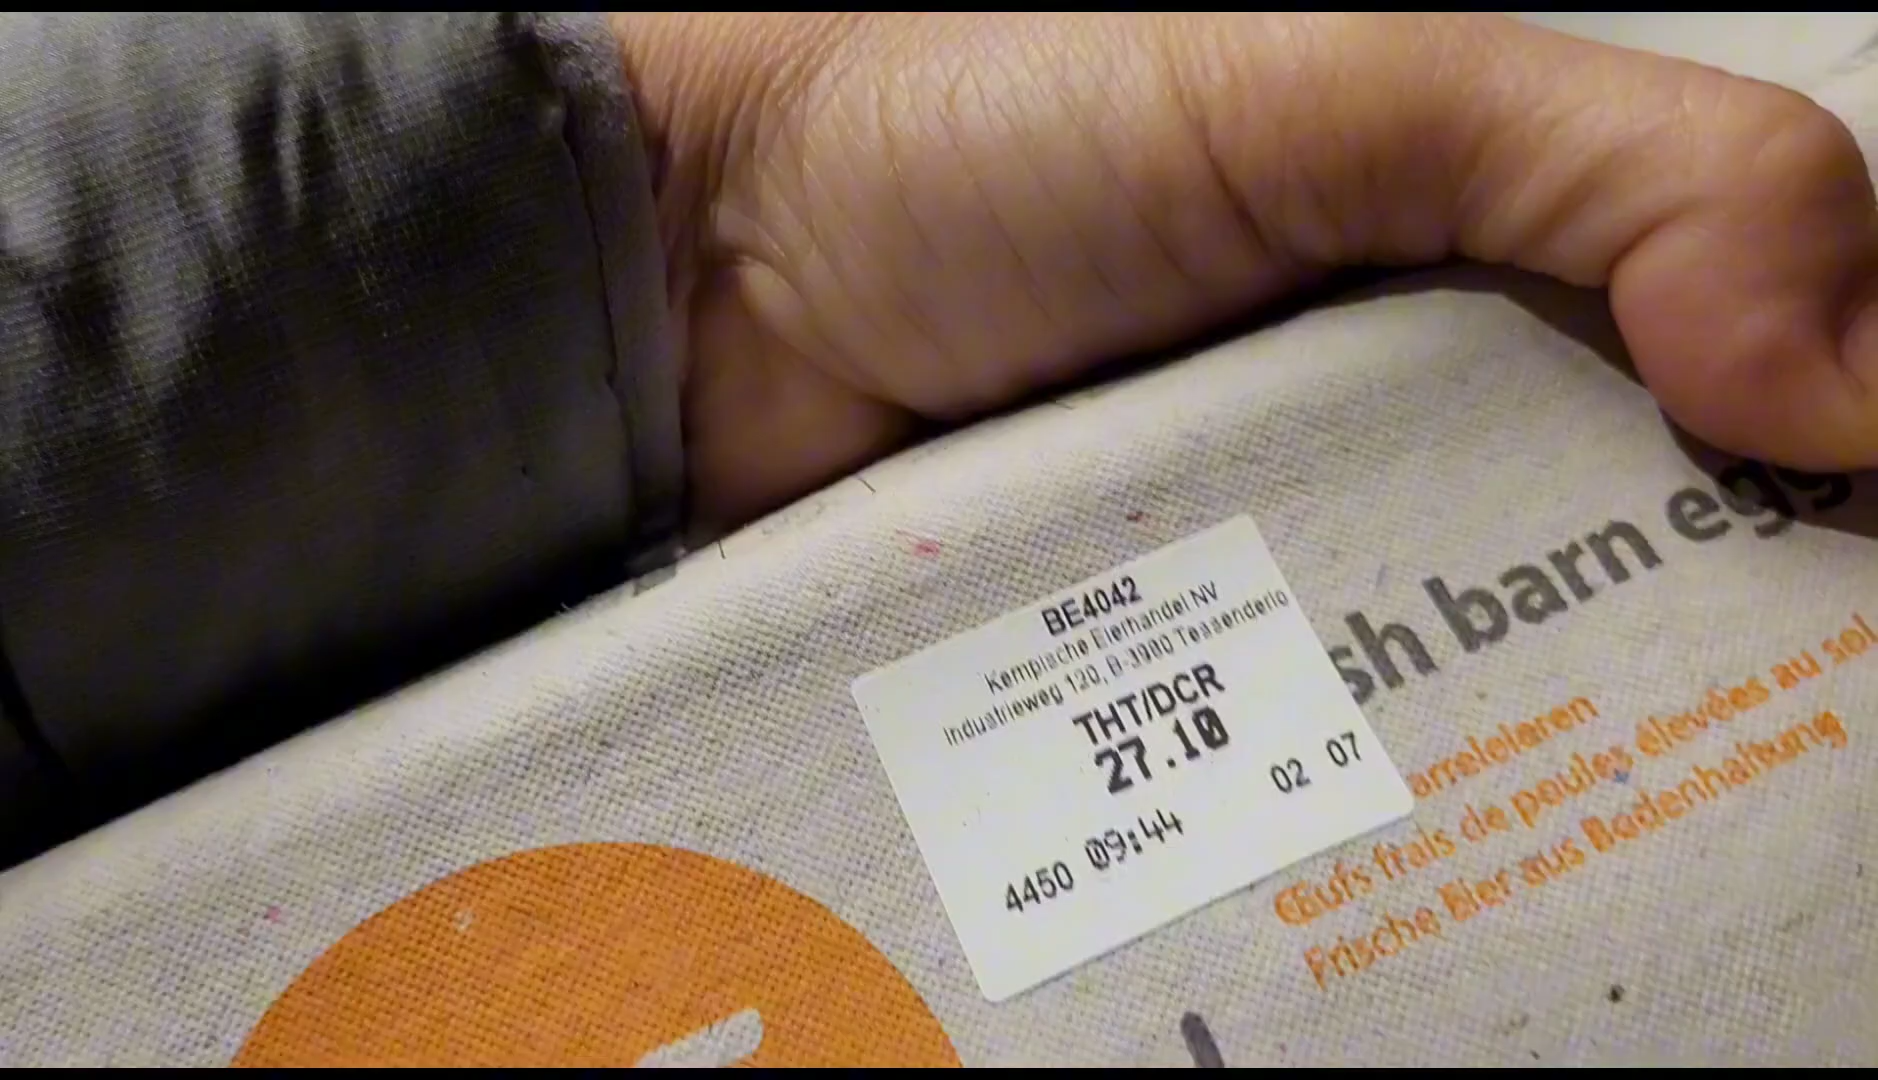 BE4042
Kempische Eierhandel NV
Industrieweg 120, B-3980 Tessenderlo
THT/DCR
27.10
02 07
4450 09:44
sh barn egg
arreleieren
Œufs frais de poules élevées au sol
Frische Eier aus Bodenhaltung